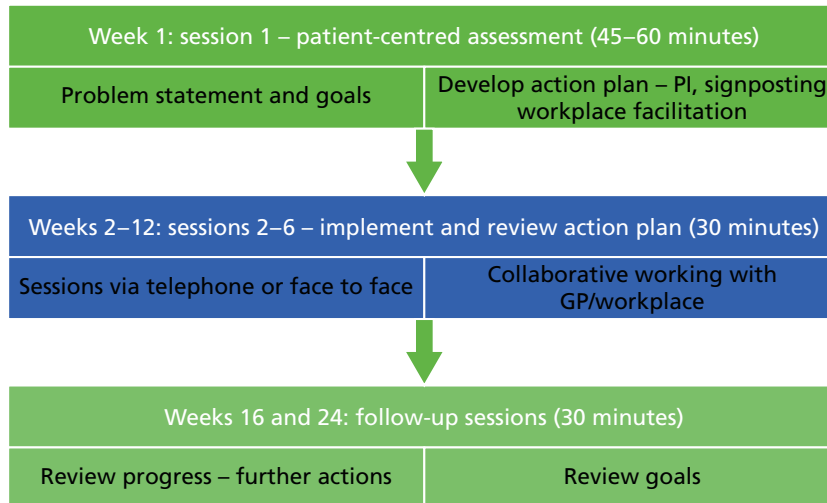 Week 1: session 1 – patient-centred assessment (45–60 minutes)
Problem statement and goals
Develop action plan – PI, signposting
workplace facilitation
Weeks 2–12: sessions 2–6 – implement and review action plan (30 minutes)
Sessions via telephone or face to face
Collaborative working with
GP/workplace
Weeks 16 and 24: follow-up sessions (30 minutes)
Review progress – further actions
Review goals